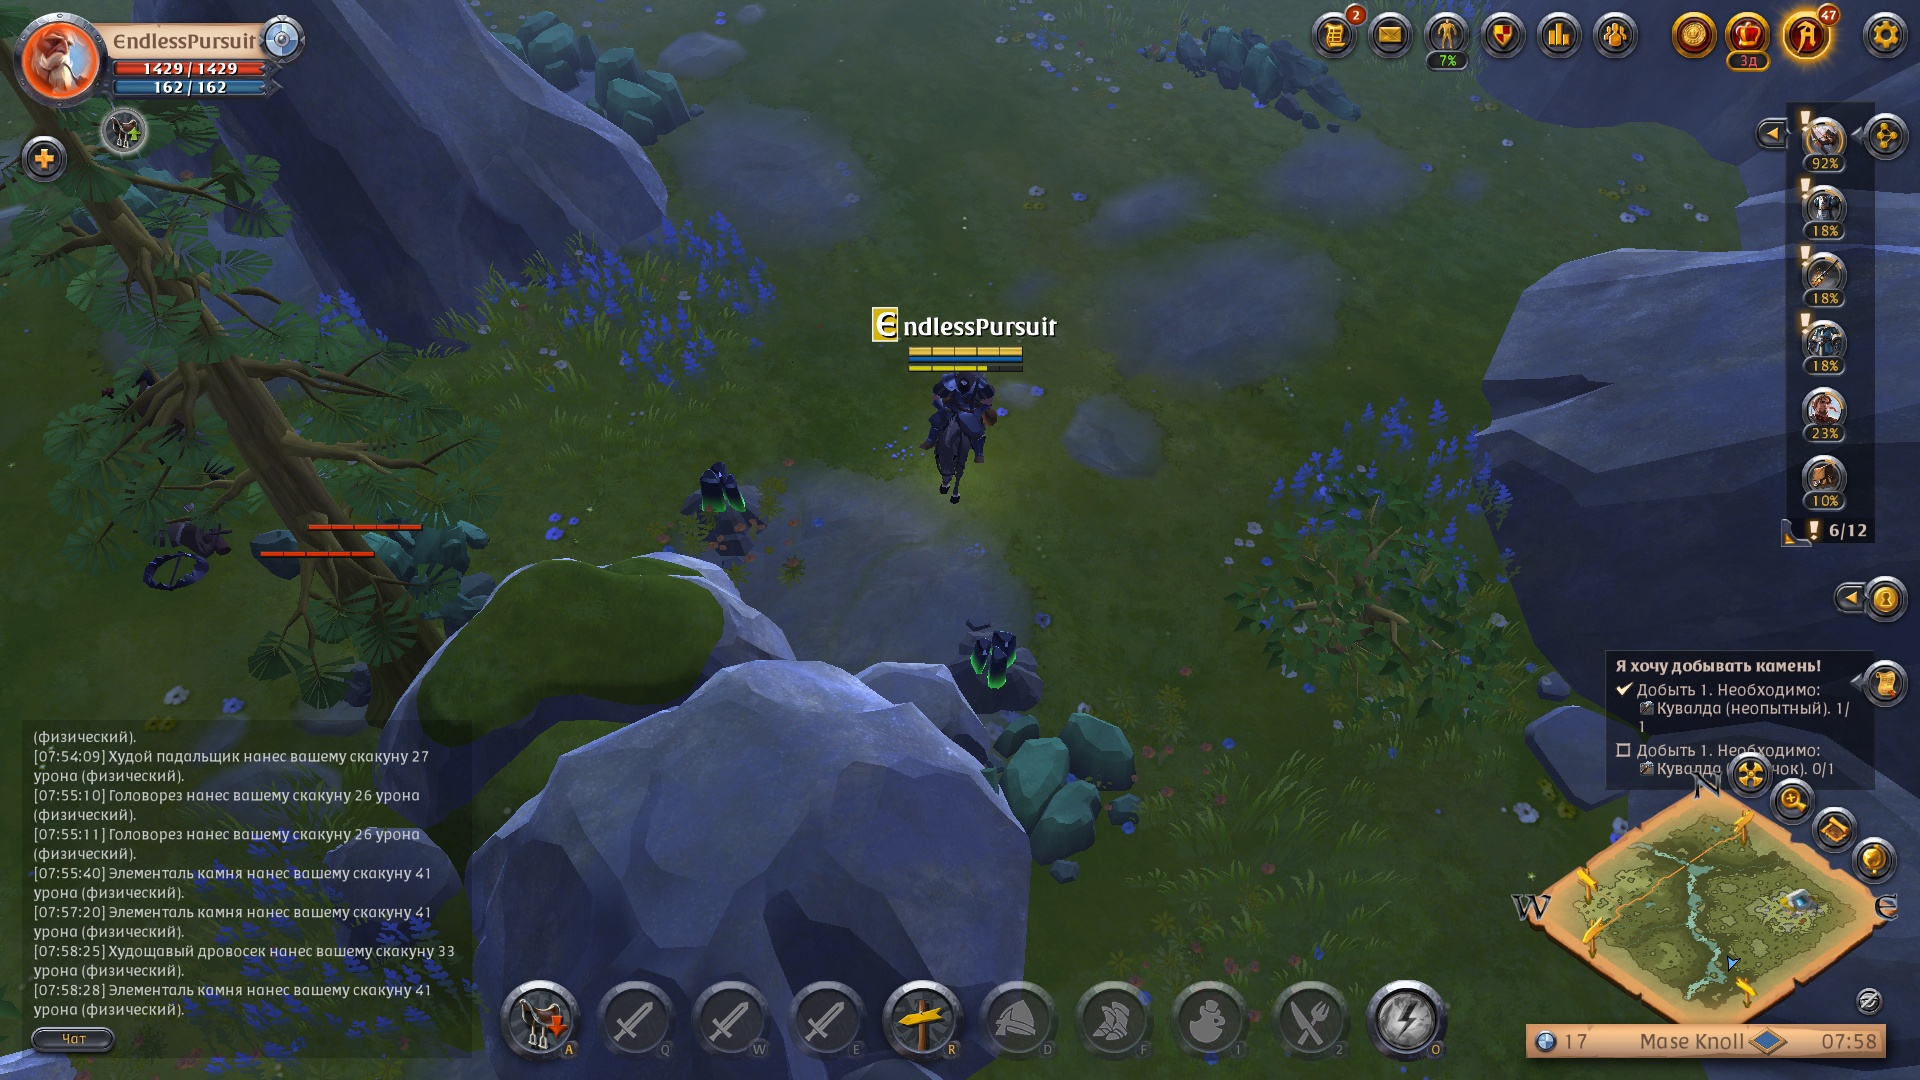 EndlessPursuit
1429 / 1429
162 / 162
2
7%
3д
47
92%
18%
18%
18%
23%
10%
6/12
EndlessPursuit
Я хочу добывать камень!
Добыть 1. Необходимо:
Кувалда (неопытный). 1/
1
Добыть 1. Необходимо:
0/1
N
W
E
(физический).
[07:54:09] Худой падальщик нанес вашему скакуну 27
урона (физический).
[07:55:10] Головорез нанес вашему скакуну 26 урона
(физический).
[07:55:11] Головорез нанес вашему скакуну 26 урона
(физический).
[07:55:40] Элементаль камня нанес вашему скакуну 41
урона (физический).
[07:57:20] Элементаль камня нанес вашему скакуну 41
урона (физический).
[07:58:25] Худощавый дровосек нанес вашему скакуну 33
урона (физический).
[07:58:28] Элементаль камня нанес вашему скакуну 41
урона (физический).
Чат
A Q W E R D F 1 2 O
17 Mase Knoll 07:58